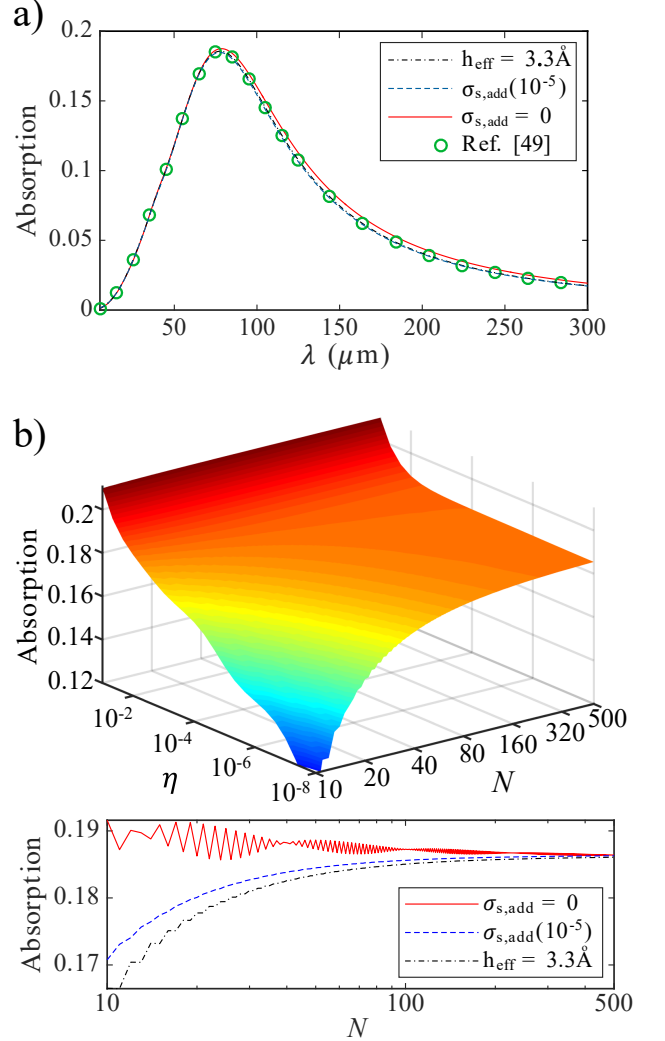 a)
0.2
0.15
0.1
0.05
0
Absorption
h_eff = 3.3Å
σ_s,add(10^-5)
σ_s,add = 0
Ref. [49]
50 100 150 200 250 300
λ (μm)
b)
0.2
0.18
0.16
0.14
0.12
Absorption
10^-2
10^-4
10^-6
10^-8
η
10 20 40 80 160 320 500
N
0.19
0.18
0.17
Absorption
σ_s,add = 0
σ_s,add(10^-5)
h_eff = 3.3Å
10 100 500
N